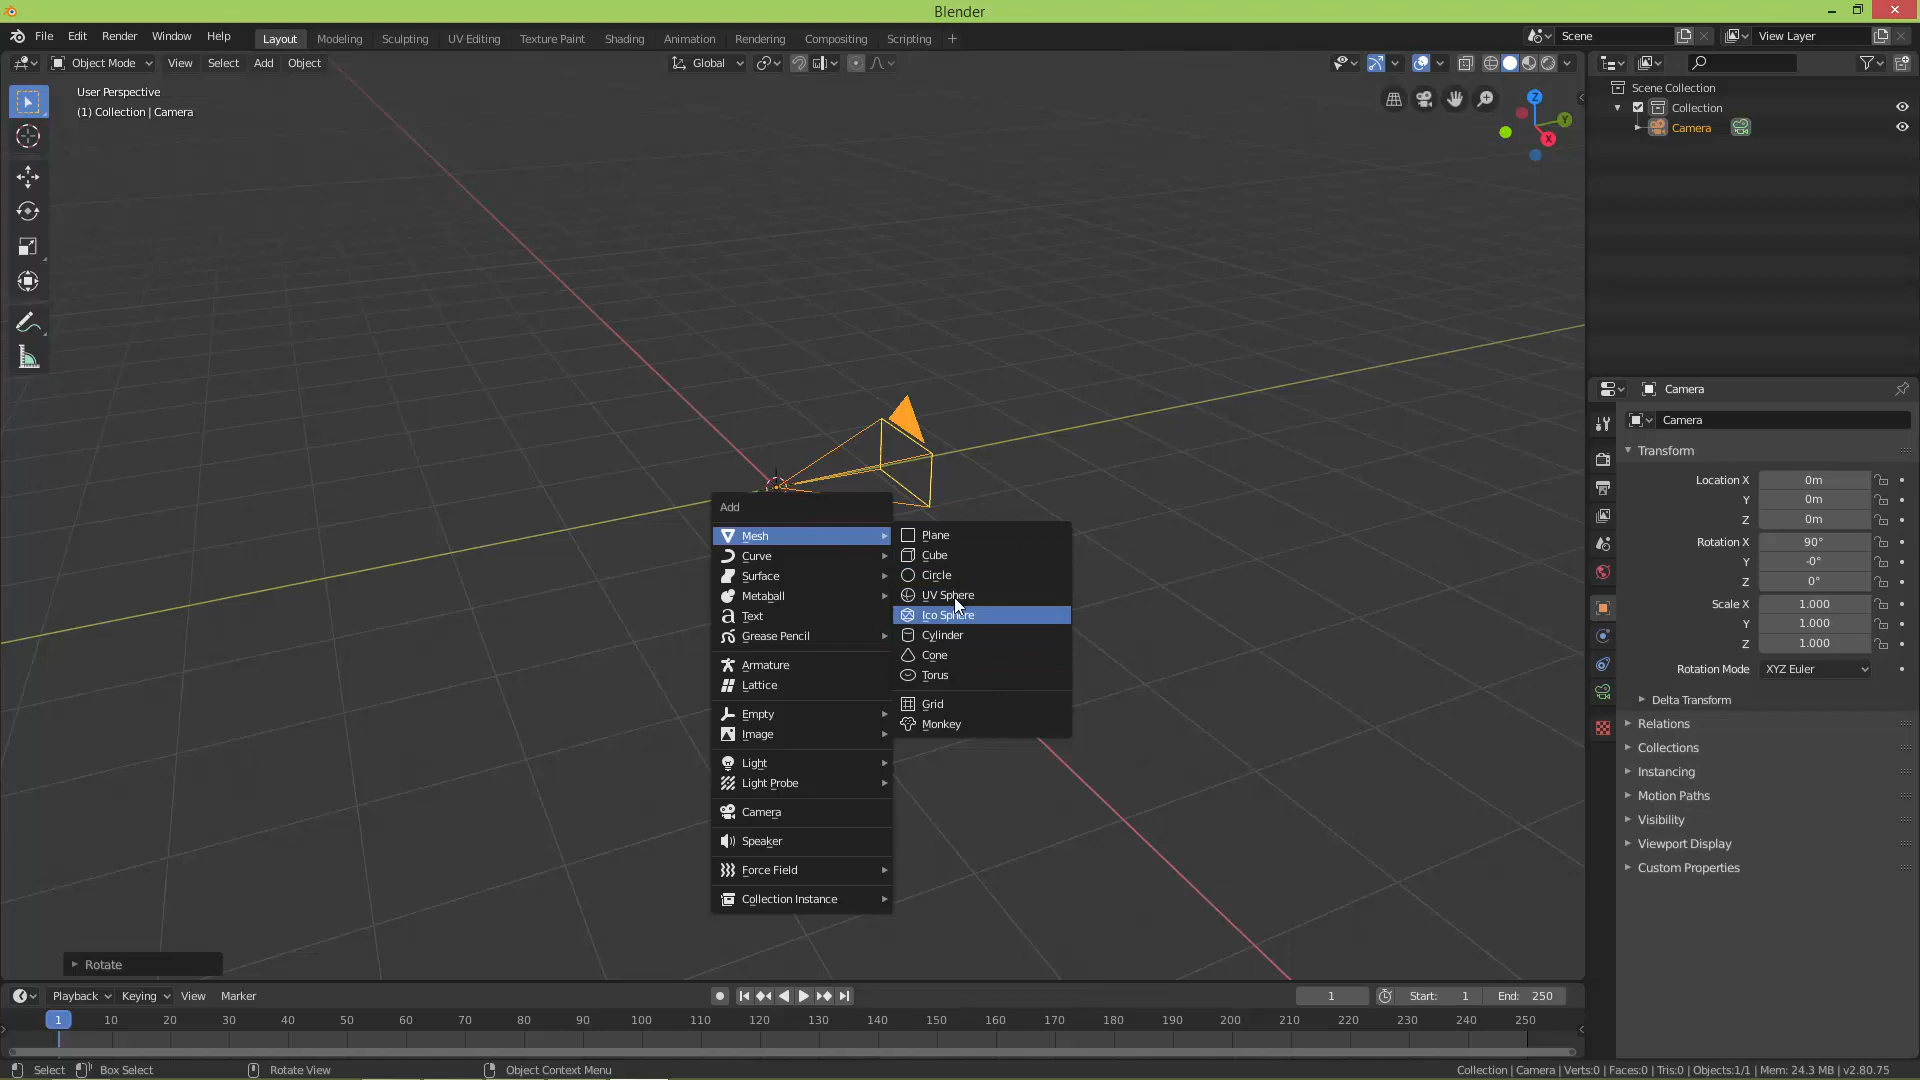 Blender
File Edit Render Window Help
Layout Modeling Sculpting UV Editing Texture Paint Shading Animation Rendering Compositing Scripting +
Scene
View Layer
Object Mode View Select Add Object
Global
User Perspective
(1) Collection | Camera
Z
Y
X
Scene Collection
Collection
Camera
Camera
Camera
Transform
Location X 0m
Y 0m
Z 0m
Rotation X 90°
Y -0°
Z 0°
Scale X 1.000
Y 1.000
Z 1.000
Rotation Mode XYZ Euler
Delta Transform
Relations
Collections
Instancing
Motion Paths
Visibility
Viewport Display
Custom Properties
Add
Mesh
Curve
Surface
Metaball
Text
Grease Pencil
Armature
Lattice
Empty
Image
Light
Light Probe
Camera
Speaker
Force Field
Collection Instance
Plane
Cube
Circle
UV Sphere
Ico Sphere
Cylinder
Cone
Torus
Grid
Monkey
Rotate
Playback Keying View Marker
1 Start: 1 End: 250
1 10 20 30 40 50 60 70 80 90 100 110 120 130 140 150 160 170 180 190 200 210 220 230 240 250
Select Box Select Rotate View Object Context Menu
Collection | Camera | Verts:0 | Faces:0 | Tris:0 | Objects:1/1 | Mem: 24.3 MB | v2.80.75